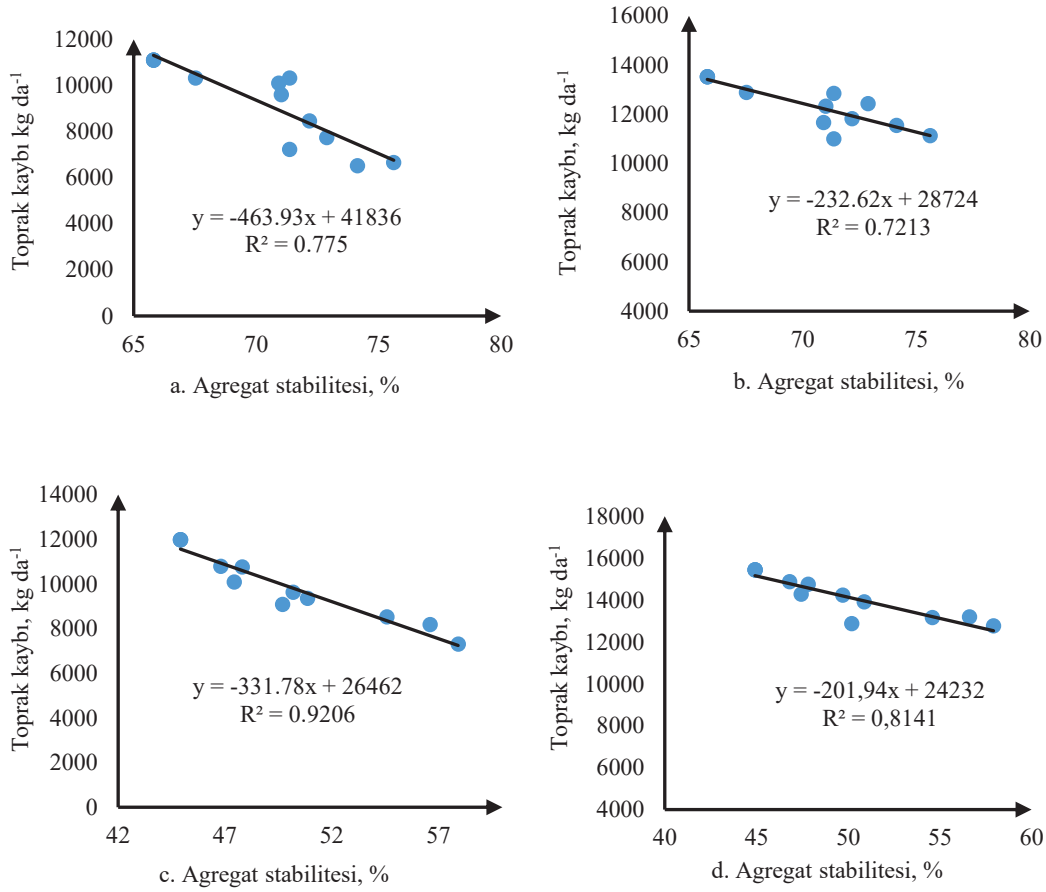 12000
10000
8000
6000
4000
2000
0
Toprak kaybı kg da⁻¹
y = -463.93x + 41836
R² = 0.775
65 70 75 80
a. Agregat stabilitesi, %
16000
14000
12000
10000
8000
6000
4000
Toprak kaybı, kg da⁻¹
y = -232.62x + 28724
R² = 0.7213
65 70 75 80
b. Agregat stabilitesi, %
14000
12000
10000
8000
6000
4000
2000
0
Toprak kaybı, kg da⁻¹
y = -331.78x + 26462
R² = 0.9206
42 47 52 57
c. Agregat stabilitesi, %
18000
16000
14000
12000
10000
8000
6000
4000
Toprak kaybı, kg da⁻¹
y = -201,94x + 24232
R² = 0,8141
40 45 50 55 60
d. Agregat stabilitesi, %